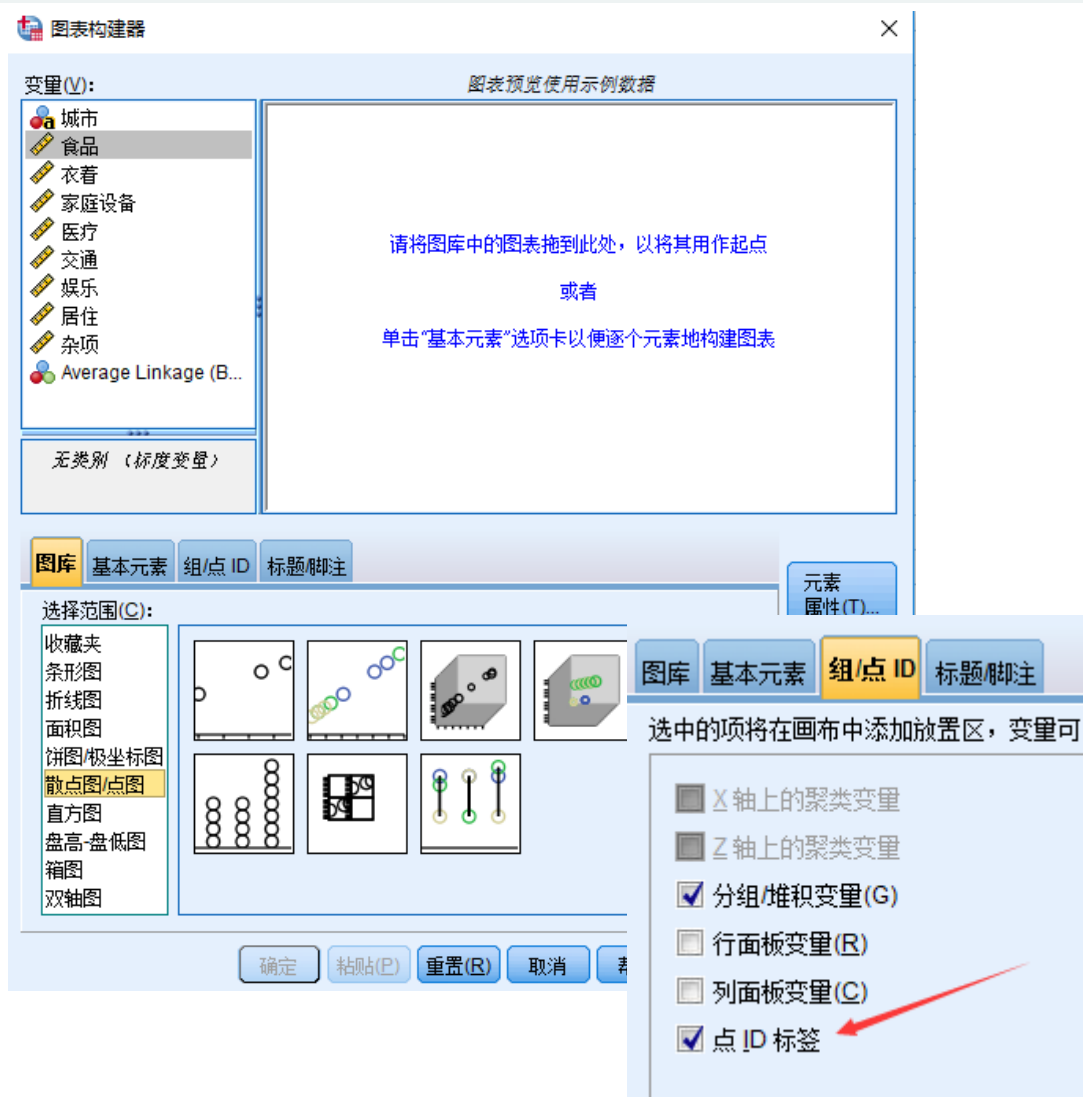 图表构建器
变量(V):
图表预览使用示例数据
城市
食品
衣着
家庭设备
医疗
交通
娱乐
居住
杂项
Average Linkage (B...
无类别 （标度变量）
请将图库中的图表拖到此处，以将其用作起点
或者
单击“基本元素”选项卡以便逐个元素地构建图表
图库 基本元素 组/点 ID 标题/脚注
元素
属性(T)...
选择范围(C):
收藏夹
条形图
折线图
面积图
饼图/极坐标图
散点图/点图
直方图
盘高-盘低图
箱图
双轴图
确定 粘贴(P) 重置(R) 取消
图库 基本元素 组/点 ID 标题/脚注
选中的项将在画布中添加放置区，变量可
X 轴上的聚类变量
Z 轴上的聚类变量
分组/堆积变量(G)
行面板变量(R)
列面板变量(C)
点 ID 标签